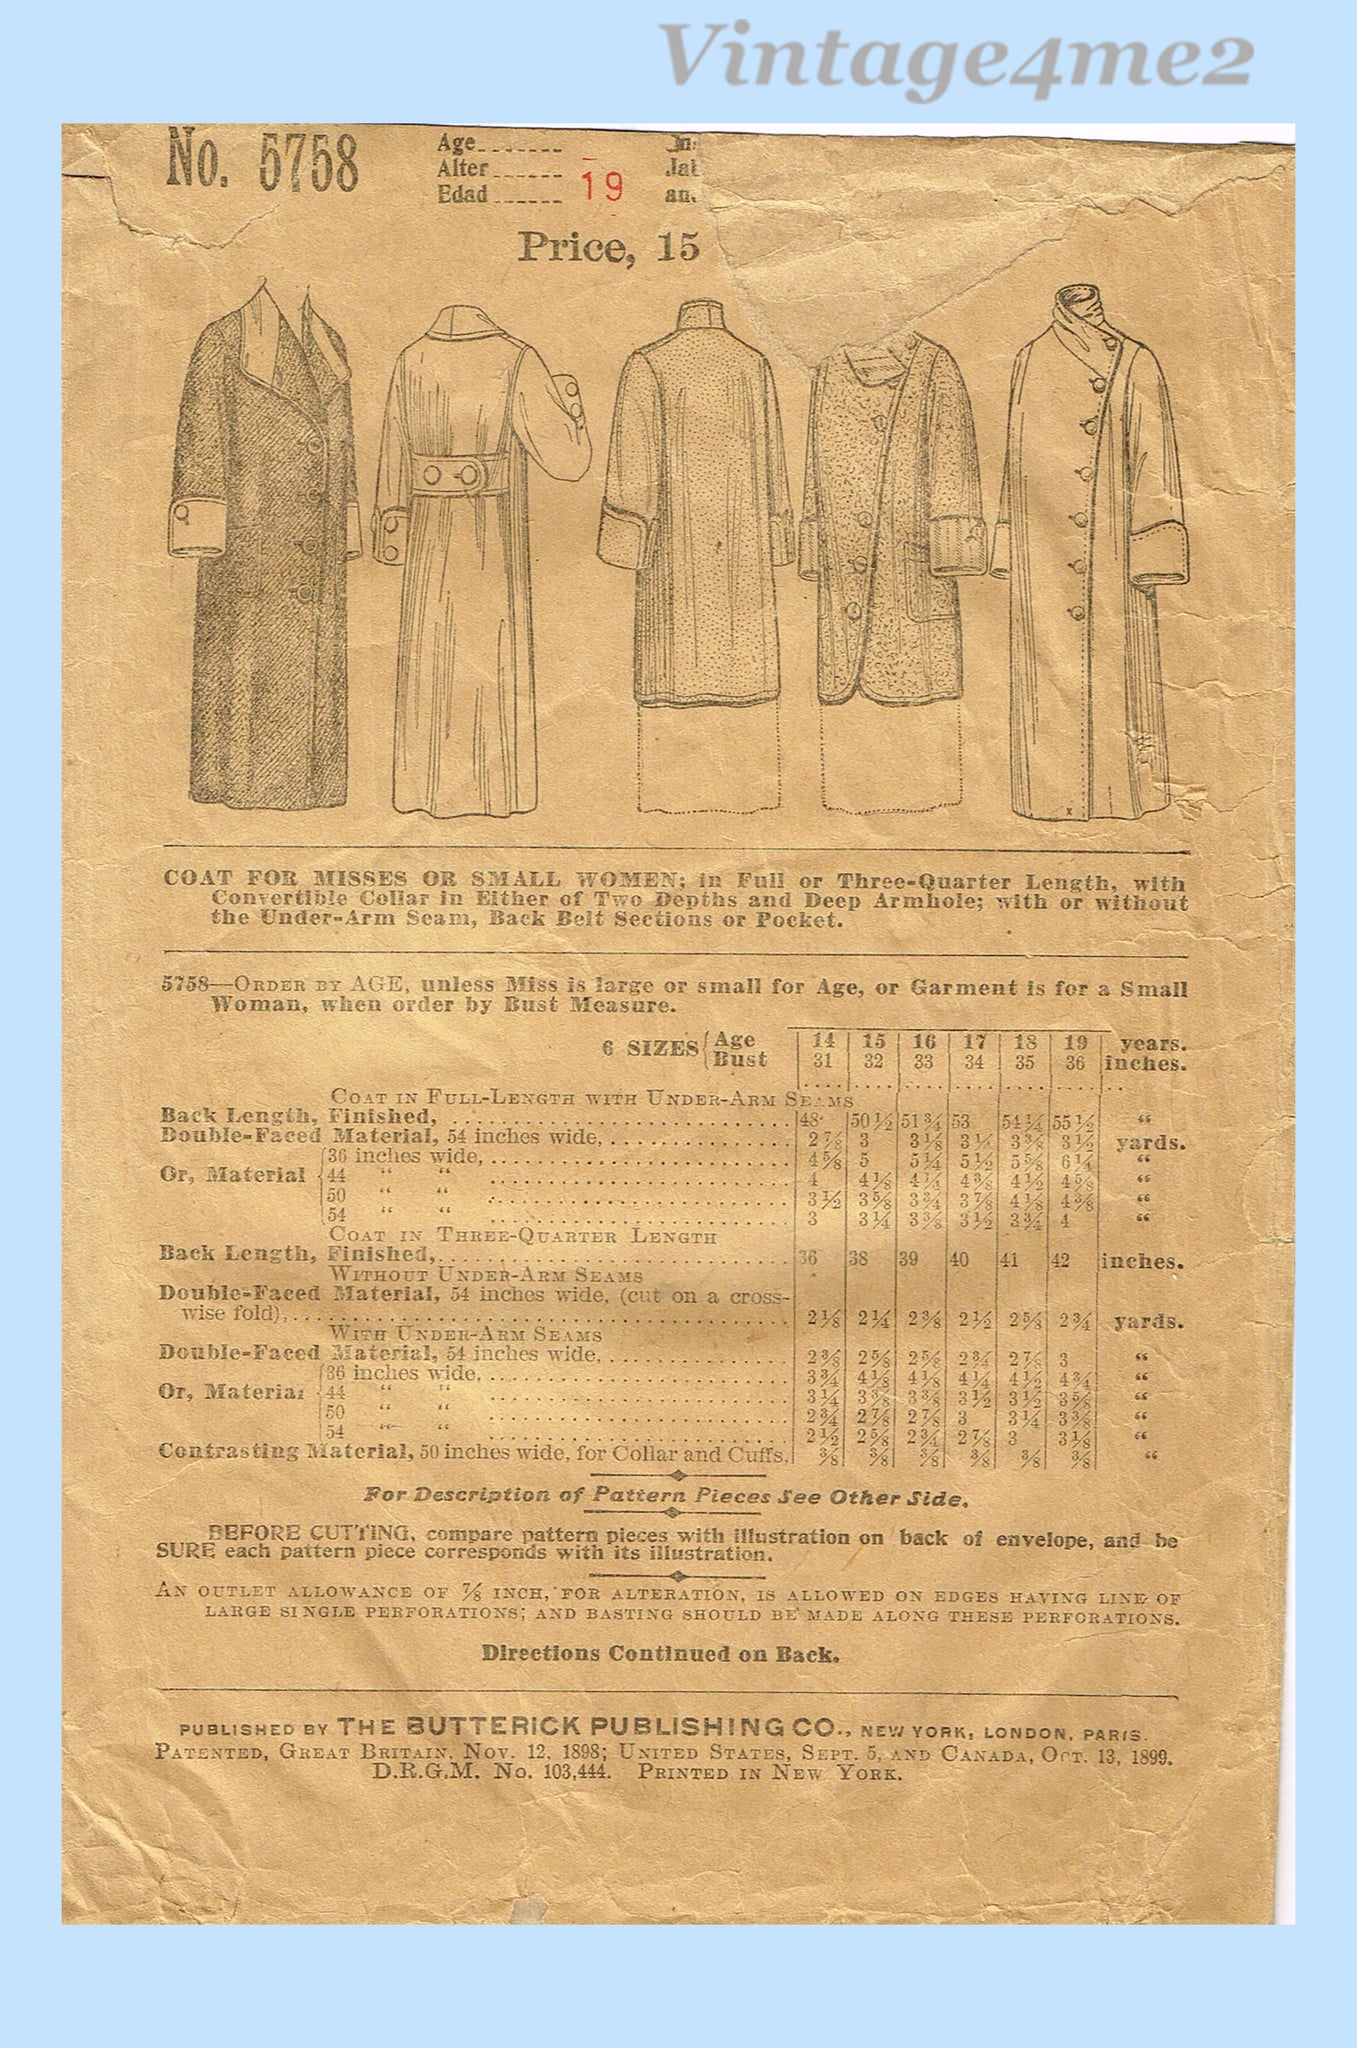 Vintage4me2
No. 5758
Age
Alter
Edad
19
Price, 15
COAT FOR MISSES OR SMALL WOMEN; in Full or Three-Quarter Length, with
Convertible Collar in Either of Two Depths and Deep Armhole; with or without
the Under-Arm Seam, Back Belt Sections or Pocket.
5758—ORDER BY AGE, unless Miss is large or small for Age, or Garment is for a Small
Woman, when order by Bust Measure.
6 SIZES { Age 14 15 16 17 18 19 years.
Bust 31 32 33 34 35 36 inches.
COAT IN FULL-LENGTH WITH UNDER-ARM SEAMS
Back Length, Finished, 48 50½ 51¾ 53 54¼ 55½ “
Double-Faced Material, 54 inches wide, 2⅞ 3 3⅛ 3¼ 3⅜ 3½ yards.
Or, Material { 36 inches wide, 4⅝ 5 5¼ 5½ 5⅝ 6¼ “
44 “ “ 4 4⅛ 4¼ 4⅜ 4½ 4⅝ “
50 “ “ 3½ 3⅝ 3¾ 3⅞ 4⅛ 4⅜ “
54 “ “ 3 3¼ 3⅜ 3½ 3¾ 4 “
COAT IN THREE-QUARTER LENGTH
Back Length, Finished, 36 38 39 40 41 42 inches.
WITHOUT UNDER-ARM SEAMS
Double-Faced Material, 54 inches wide, (cut on a cross-
wise fold), 2⅛ 2¼ 2⅜ 2½ 2⅝ 2¾ yards.
WITH UNDER-ARM SEAMS
Double-Faced Material, 54 inches wide, 2⅜ 2⅝ 2⅝ 2¾ 2⅞ 3 “
Or, Material { 36 inches wide, 3¾ 4⅛ 4⅛ 4¼ 4½ 4¾ “
44 “ “ 3¼ 3⅜ 3⅜ 3½ 3½ 3⅝ “
50 “ “ 2¾ 2⅞ 2⅞ 3 3¼ 3⅜ “
54 “ “ 2½ 2⅝ 2¾ 2⅞ 3 3⅛ “
Contrasting Material, 50 inches wide, for Collar and Cuffs, ⅜ ⅜ ⅜ ⅜ ⅜ ⅜ “
For Description of Pattern Pieces See Other Side.
BEFORE CUTTING, compare pattern pieces with illustration on back of envelope, and be
SURE each pattern piece corresponds with its illustration.
AN OUTLET ALLOWANCE OF ⅞ INCH, FOR ALTERATION, IS ALLOWED ON EDGES HAVING LINE OF
LARGE SINGLE PERFORATIONS; AND BASTING SHOULD BE MADE ALONG THESE PERFORATIONS.
Directions Continued on Back.
PUBLISHED BY THE BUTTERICK PUBLISHING CO., NEW YORK, LONDON, PARIS.
PATENTED, GREAT BRITAIN, NOV. 12, 1898; UNITED STATES, SEPT. 5, AND CANADA, OCT. 13, 1899.
D.R.G.M. No. 103,444. PRINTED IN NEW YORK.